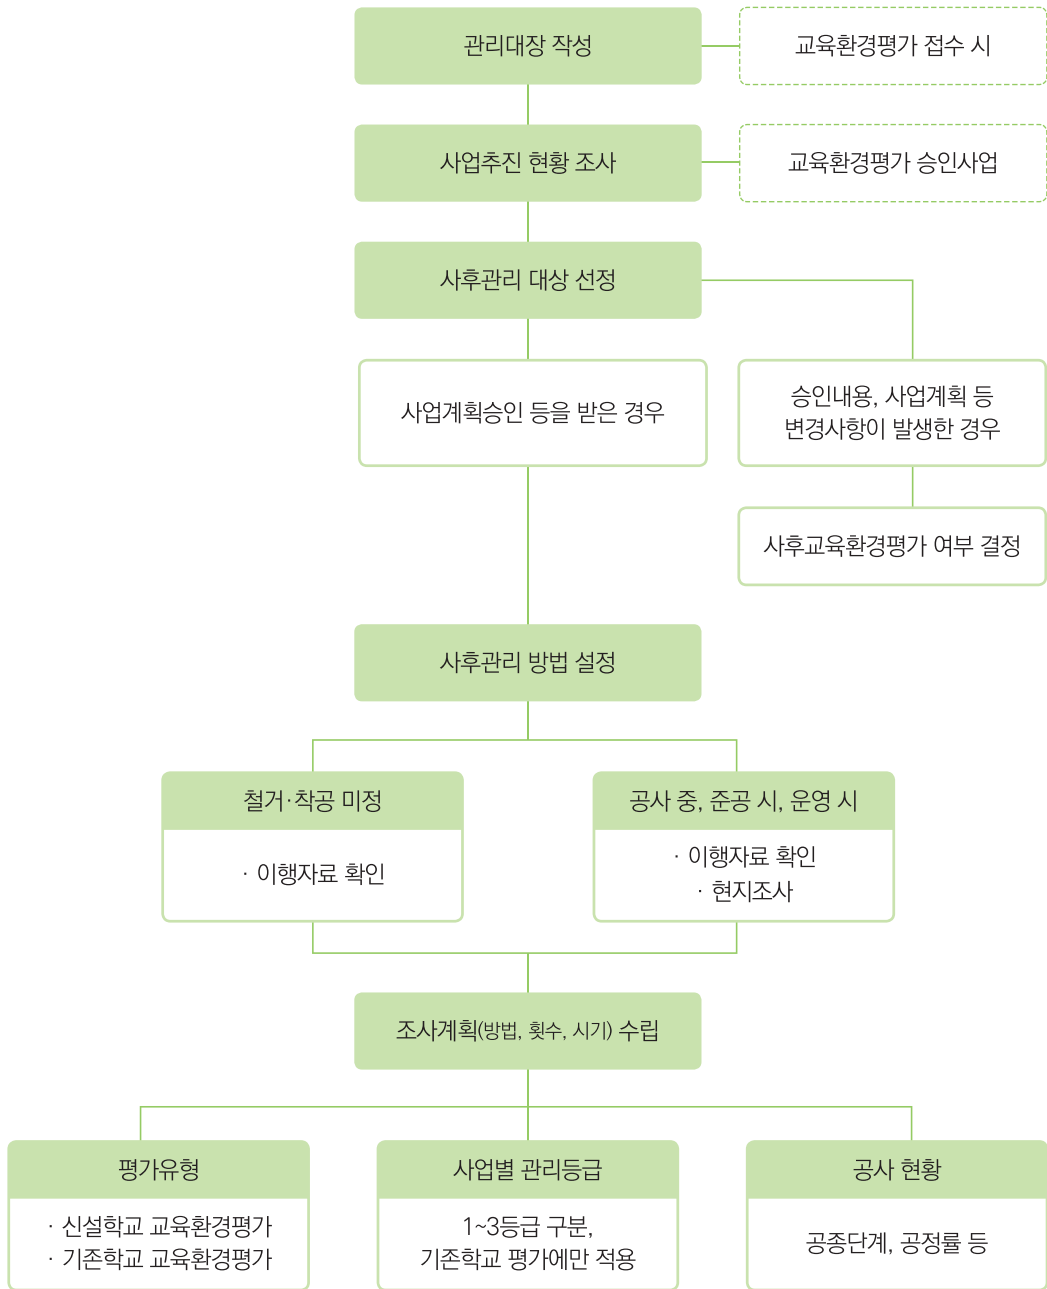 관리대장 작성
교육환경평가 접수 시
사업추진 현황 조사
교육환경평가 승인사업
사후관리 대상 선정
사업계획승인 등을 받은 경우
승인내용, 사업계획 등
변경사항이 발생한 경우
사후교육환경평가 여부 결정
사후관리 방법 설정
철거·착공 미정
· 이행자료 확인
공사 중, 준공 시, 운영 시
· 이행자료 확인
· 현지조사
조사계획(방법, 횟수, 시기) 수립
평가유형
· 신설학교 교육환경평가
· 기존학교 교육환경평가
사업별 관리등급
1~3등급 구분,
기존학교 평가에만 적용
공사 현황
공종단계, 공정률 등